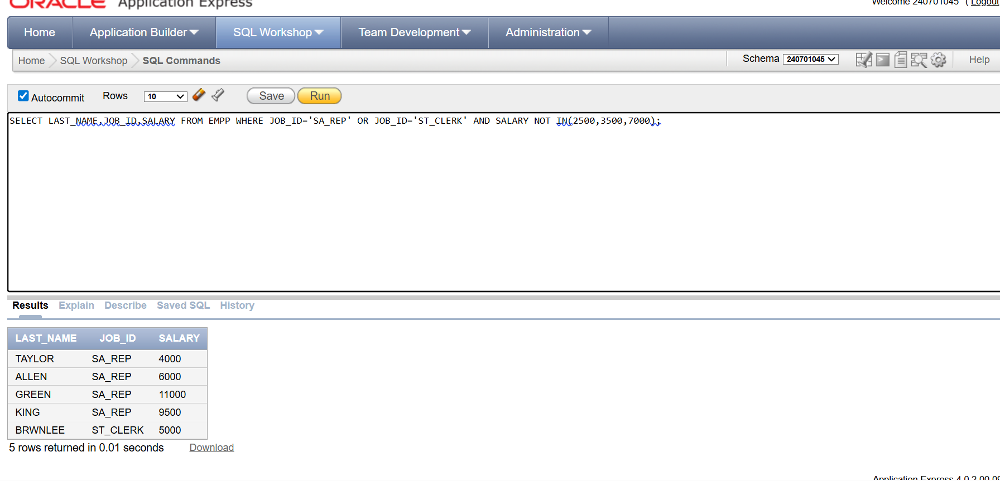 ORACLE Application Express
Welcome 240701045 ( Logout
Home Application Builder SQL Workshop Team Development Administration
Home SQL Workshop SQL Commands Schema 240701045 Help
Autocommit Rows 10 Save Run
SELECT LAST_NAME,JOB_ID,SALARY FROM EMPP WHERE JOB_ID='SA_REP' OR JOB_ID='ST_CLERK' AND SALARY NOT IN(2500,3500,7000);
Results Explain Describe Saved SQL History
LAST_NAME JOB_ID SALARY
TAYLOR SA_REP 4000
ALLEN SA_REP 6000
GREEN SA_REP 11000
KING SA_REP 9500
BRWNLEE ST_CLERK 5000
5 rows returned in 0.01 seconds Download
Application Express 4.0.2.00.0